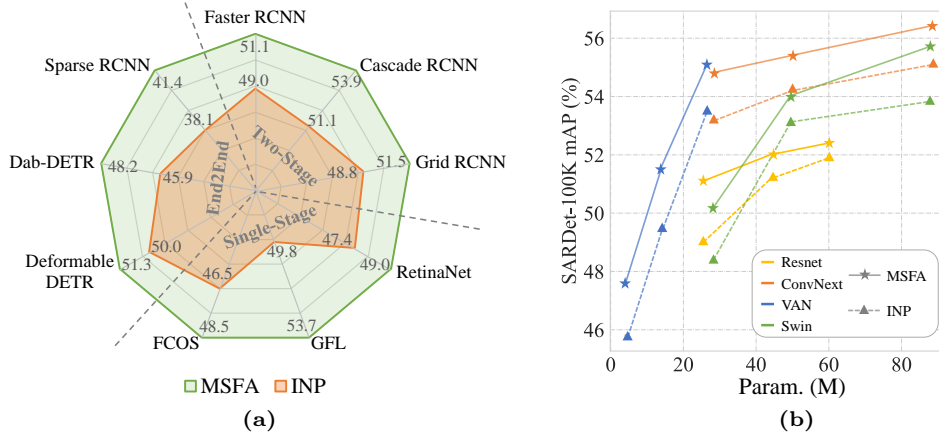 Faster RCNN
51.1
Sparse RCNN
Cascade RCNN
41.4
49.0
53.9
38.1
51.1
Two-Stage
Dab-DETR
48.2
45.9
End2End
48.8
51.5
Grid RCNN
Single-Stage
50.0
47.4
Deformable
DETR
51.3
46.5
49.8
49.0
RetinaNet
48.5
53.7
FCOS
GFL
MSFA
INP
(a)
SARDet-100K mAP (%)
56
54
52
50
48
46
Resnet
ConvNext
VAN
Swin
MSFA
INP
0
20
40
60
80
Param. (M)
(b)